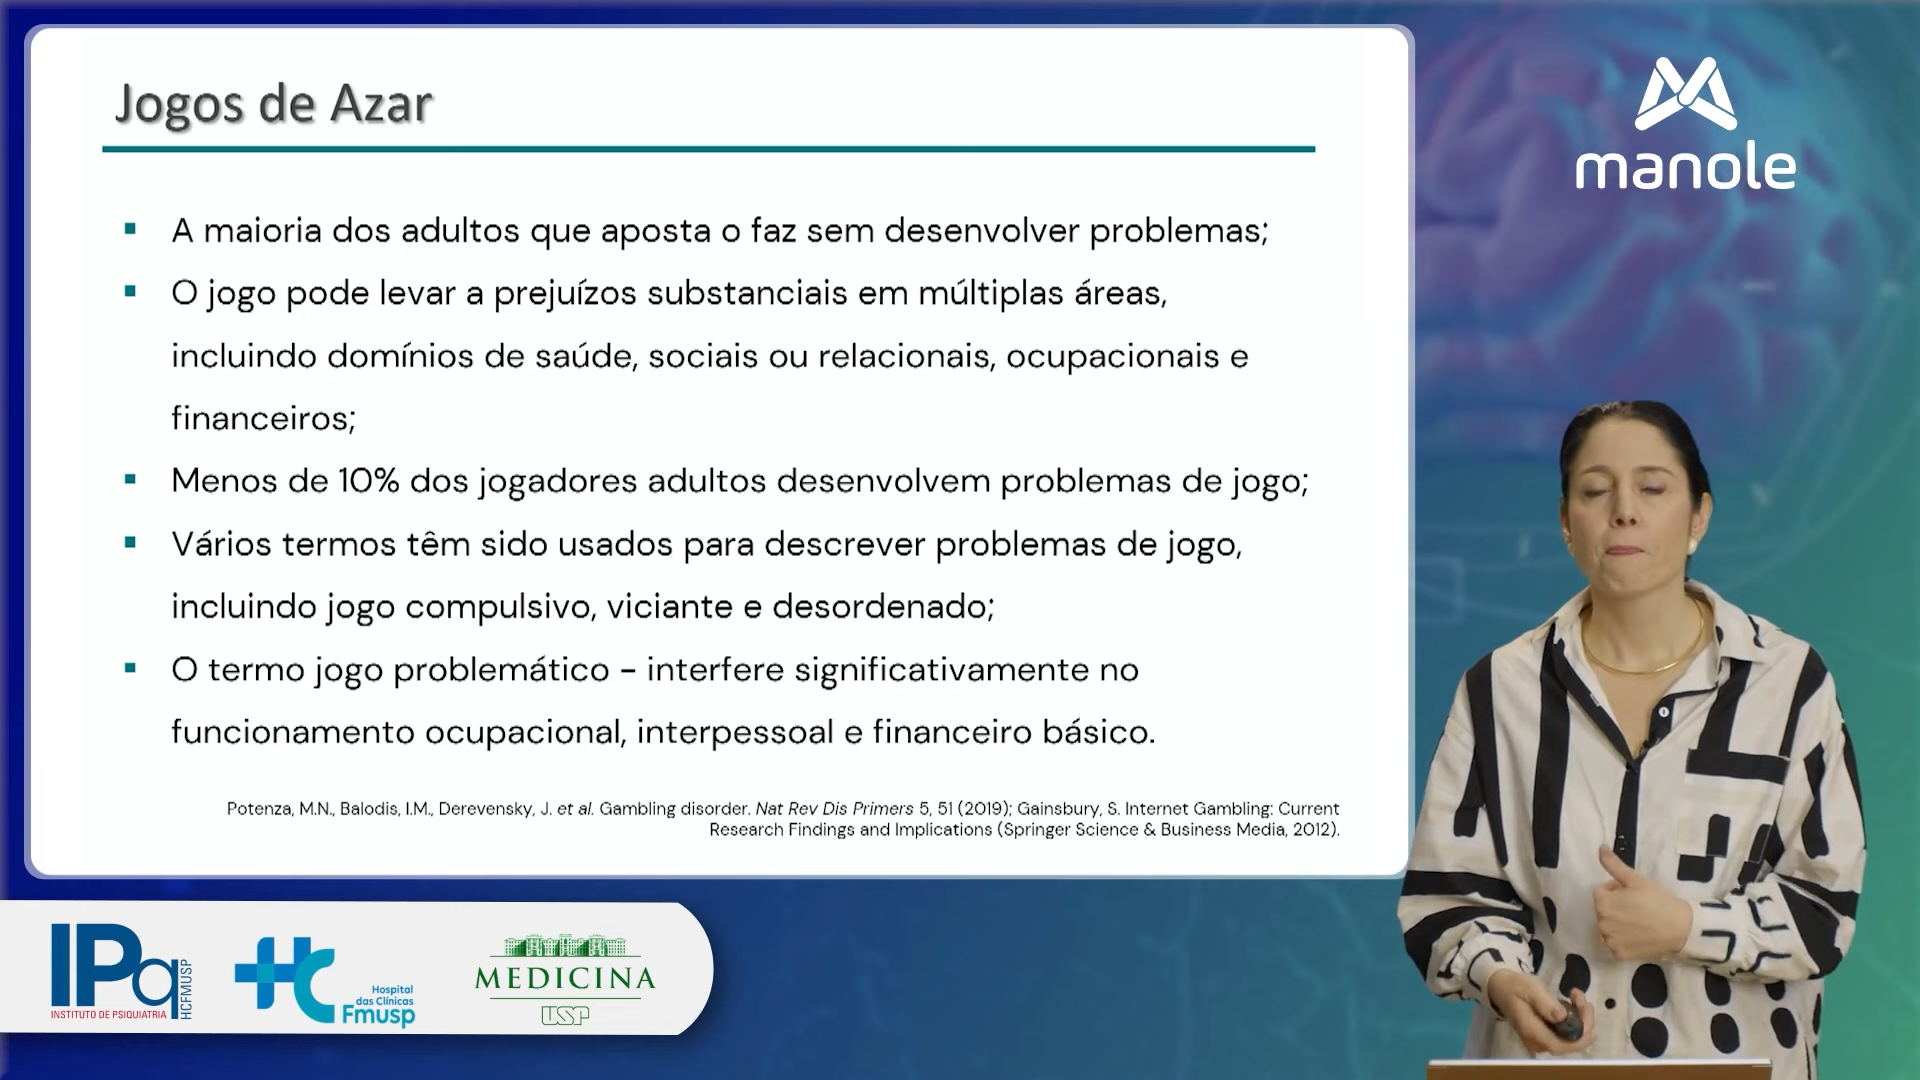 Jogos de Azar
manole
A maioria dos adultos que aposta o faz sem desenvolver problemas;
O jogo pode levar a prejuízos substanciais em múltiplas áreas,
incluindo domínios de saúde, sociais ou relacionais, ocupacionais e
financeiros;
Menos de 10% dos jogadores adultos desenvolvem problemas de jogo;
Vários termos têm sido usados para descrever problemas de jogo,
incluindo jogo compulsivo, viciante e desordenado;
O termo jogo problemático – interfere significativamente no
funcionamento ocupacional, interpessoal e financeiro básico.
Potenza, M.N., Balodis, I.M., Derevensky, J. et al. Gambling disorder. Nat Rev Dis Primers 5, 51 (2019); Gainsbury, S. Internet Gambling: Current
Research Findings and Implications (Springer Science & Business Media, 2012).
IPq
HCFMUSP
INSTITUTO DE PSIQUIATRIA
HC
Hospital
das Clínicas
Fmusp
MEDICINA
USP